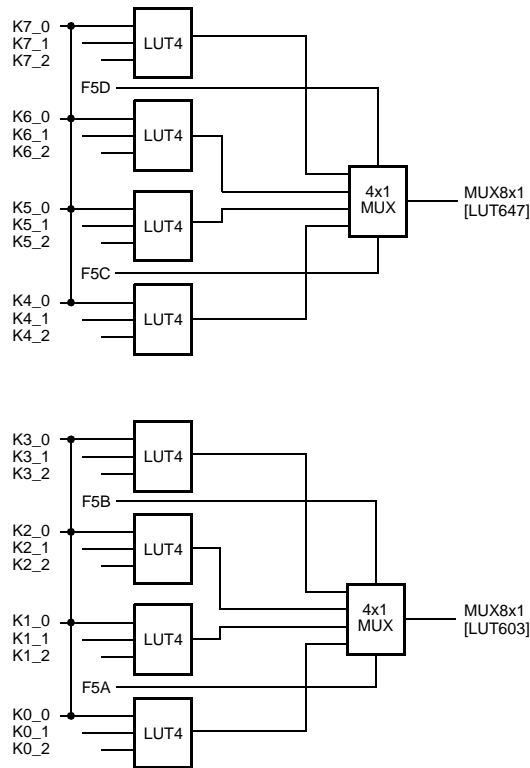 K7_0
K7_1
K7_2
LUT4
F5D
K6_0
K6_1
K6_2
LUT4
4x1
MUX
MUX8x1
[LUT647]
K5_0
K5_1
K5_2
LUT4
F5C
K4_0
K4_1
K4_2
LUT4
K3_0
K3_1
K3_2
LUT4
F5B
K2_0
K2_1
K2_2
LUT4
4x1
MUX
MUX8x1
[LUT603]
K1_0
K1_1
K1_2
LUT4
F5A
K0_0
K0_1
K0_2
LUT4